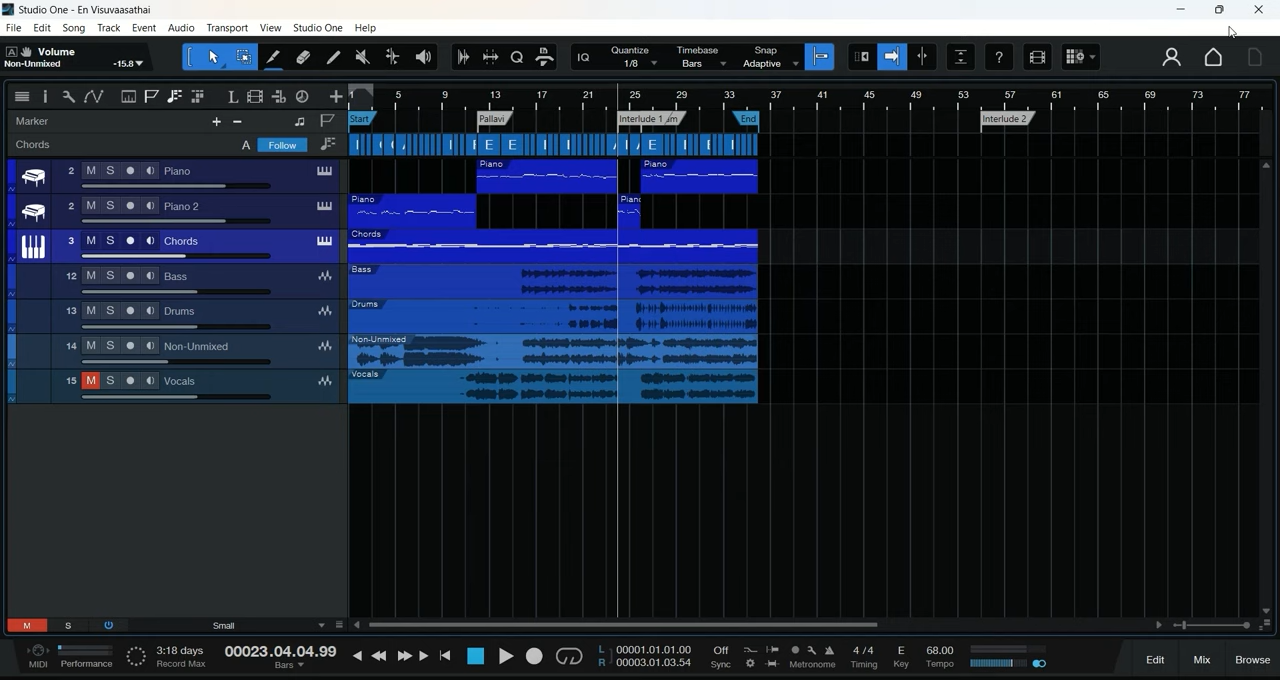 Studio One - En Visuvaasathai
File Edit Song Track Event Audio Transport View Studio One Help
A Volume
Non-Unmixed -15.8
IQ Quantize 1/8 Timebase Bars Snap Adaptive ?
1 5 9 13 17 21 25 29 33 37 41 45 49 53 57 61 65 69 73 77
Marker + - Start Pallavi Interlude 1 End Interlude 2
Chords A Follow
2 M S Piano Piano Piano
2 M S Piano 2 Piano
3 M S Chords Chords
12 M S Bass Bass
13 M S Drums Drums
14 M S Non-Unmixed Non-Unmixed
15 M S Vocals Vocals
M S Small
MIDI Performance 3:18 days Record Max 00023.04.04.99 Bars
L 00001.01.01.00
R 00003.01.03.54
Off Sync Metronome Timing 4 / 4 E Key 68.00 Tempo
Edit Mix Browse